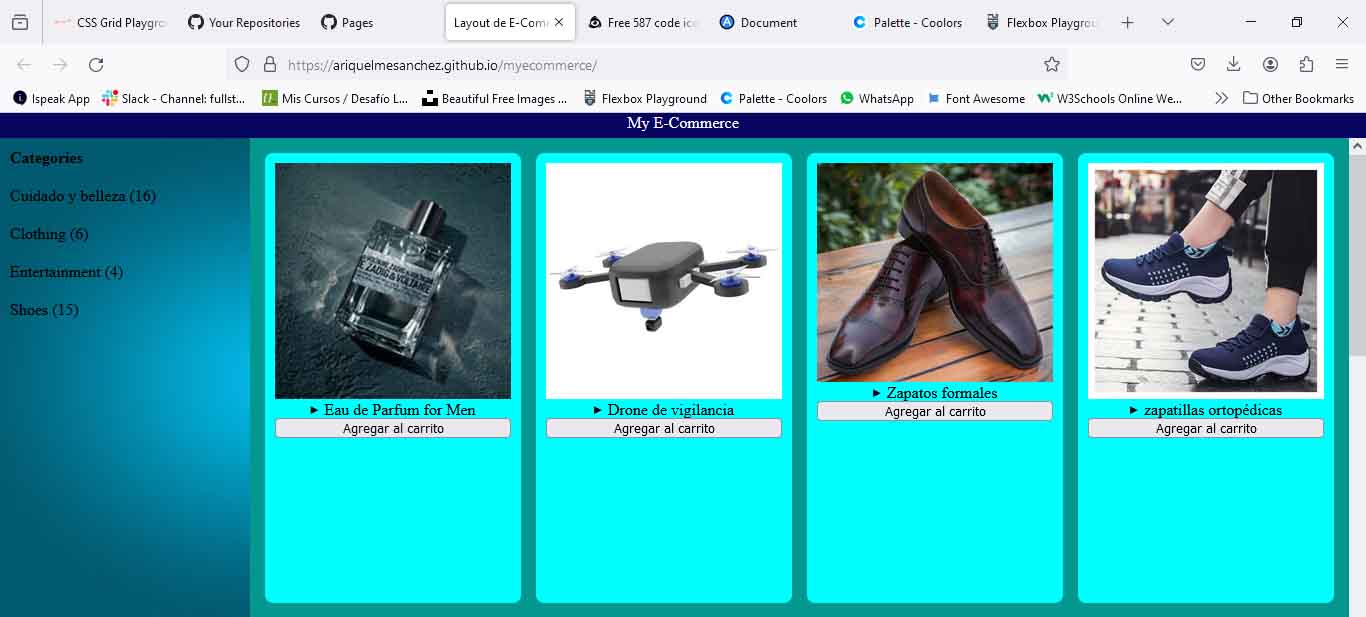 CSS Grid Playgro
Your Repositories
Pages
Layout de E-Com
Free 587 code ico
Document
Palette - Coolors
Flexbox Playgrou
https://ariquelmesanchez.github.io/myecommerce/
Ispeak App
Slack - Channel: fullst...
Mis Cursos / Desafío L...
Beautiful Free Images ...
Flexbox Playground
Palette - Coolors
WhatsApp
Font Awesome
W3Schools Online We...
Other Bookmarks
My E-Commerce
Categories
Cuidado y belleza (16)
Clothing (6)
Entertainment (4)
Shoes (15)
ZADIG&VOLTAIRE
Eau de Parfum for Men
Agregar al carrito
Drone de vigilancia
Agregar al carrito
Zapatos formales
Agregar al carrito
zapatillas ortopédicas
Agregar al carrito